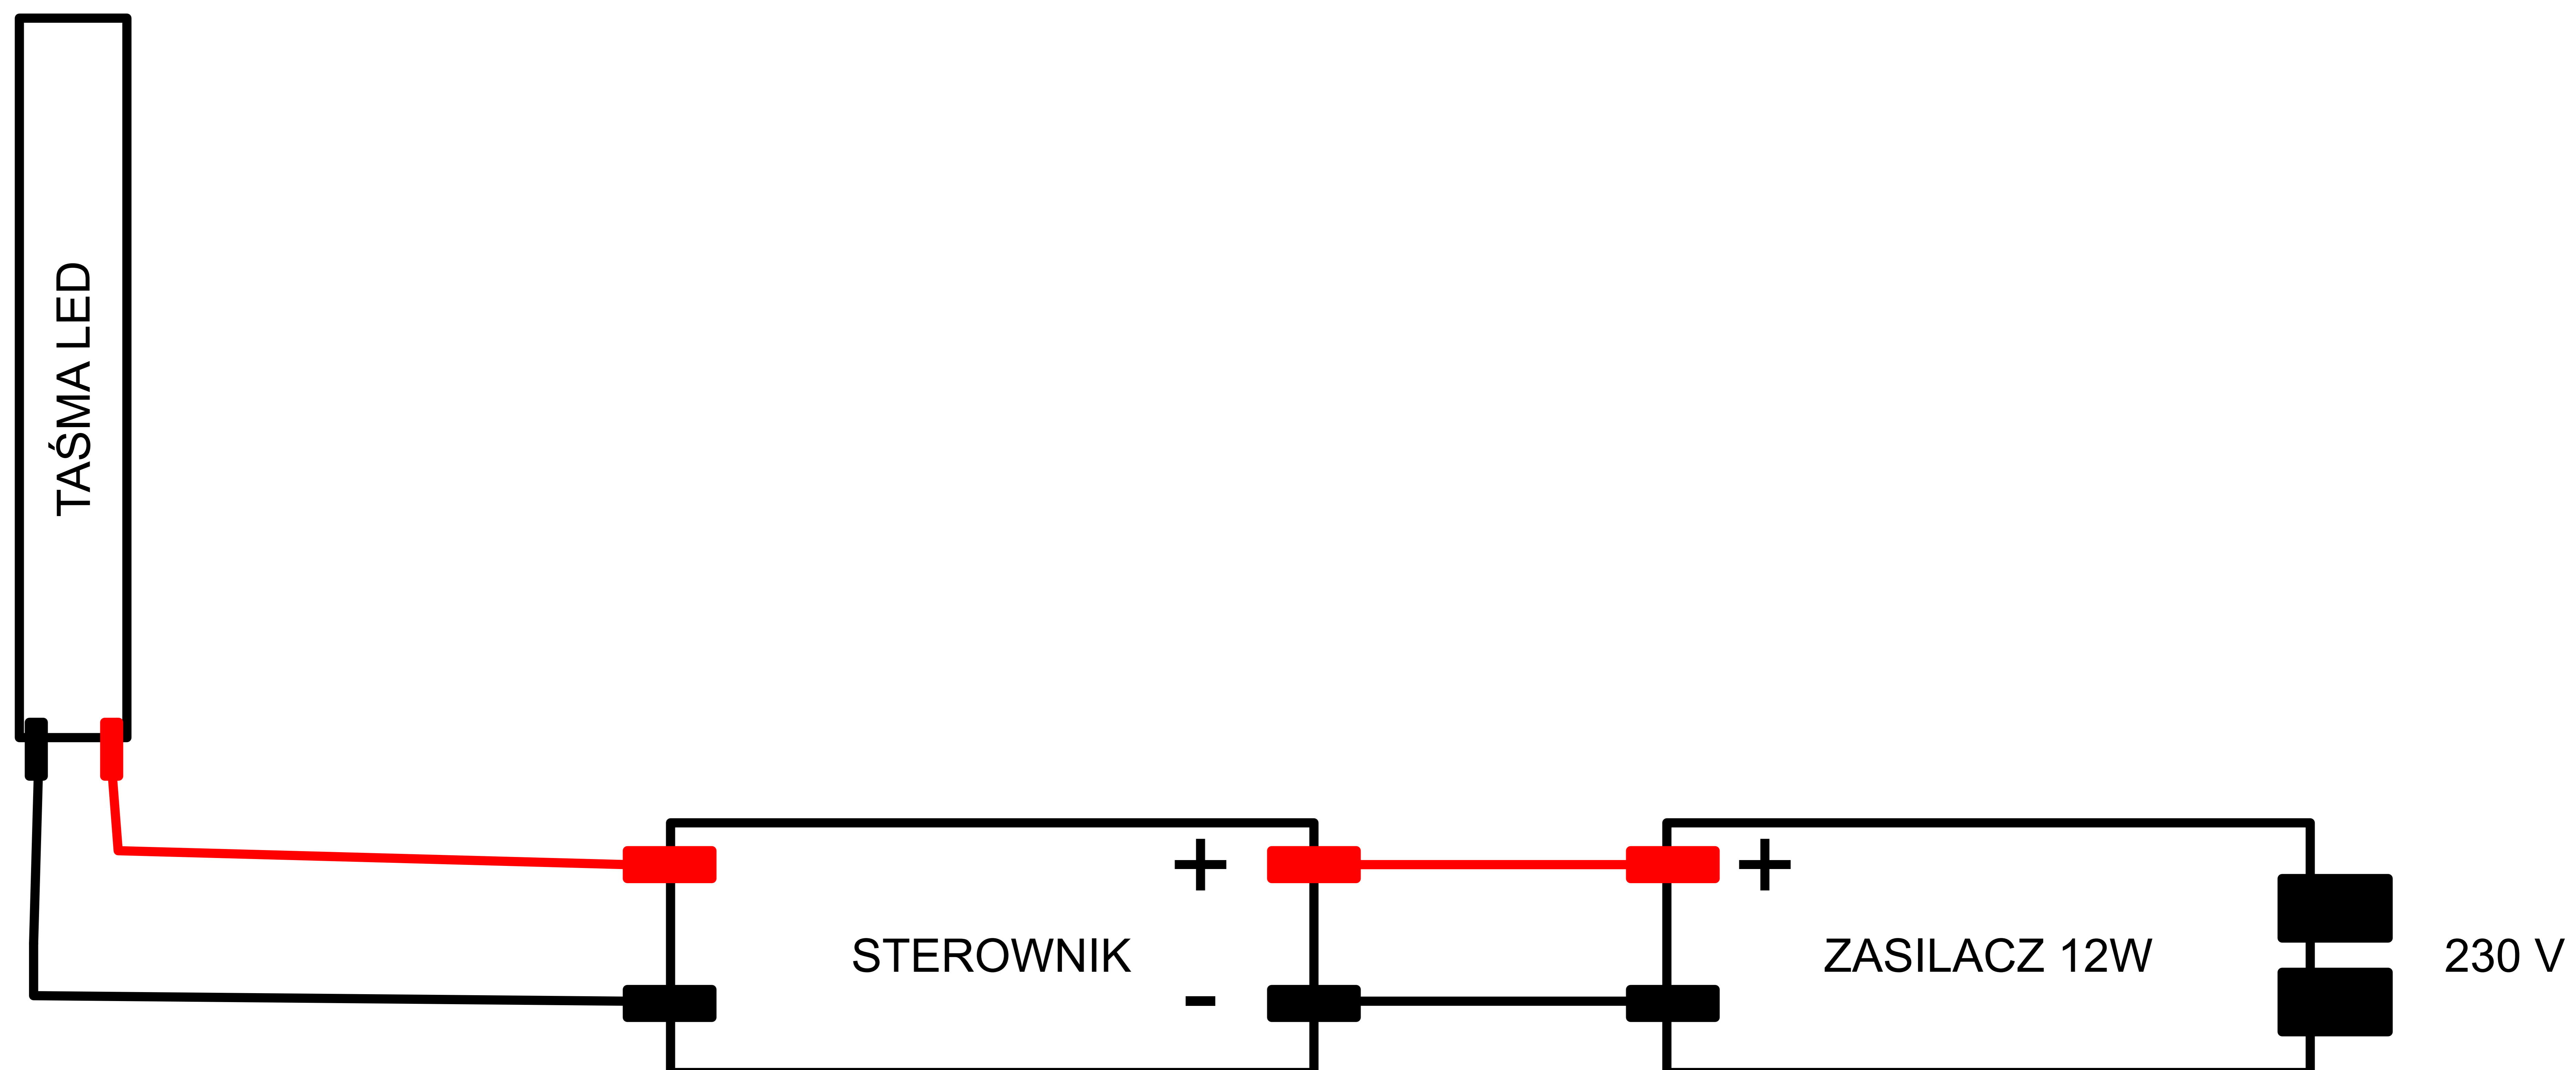 TAŚMA LED
+
+
STEROWNIK
ZASILACZ 12W
230 V
-